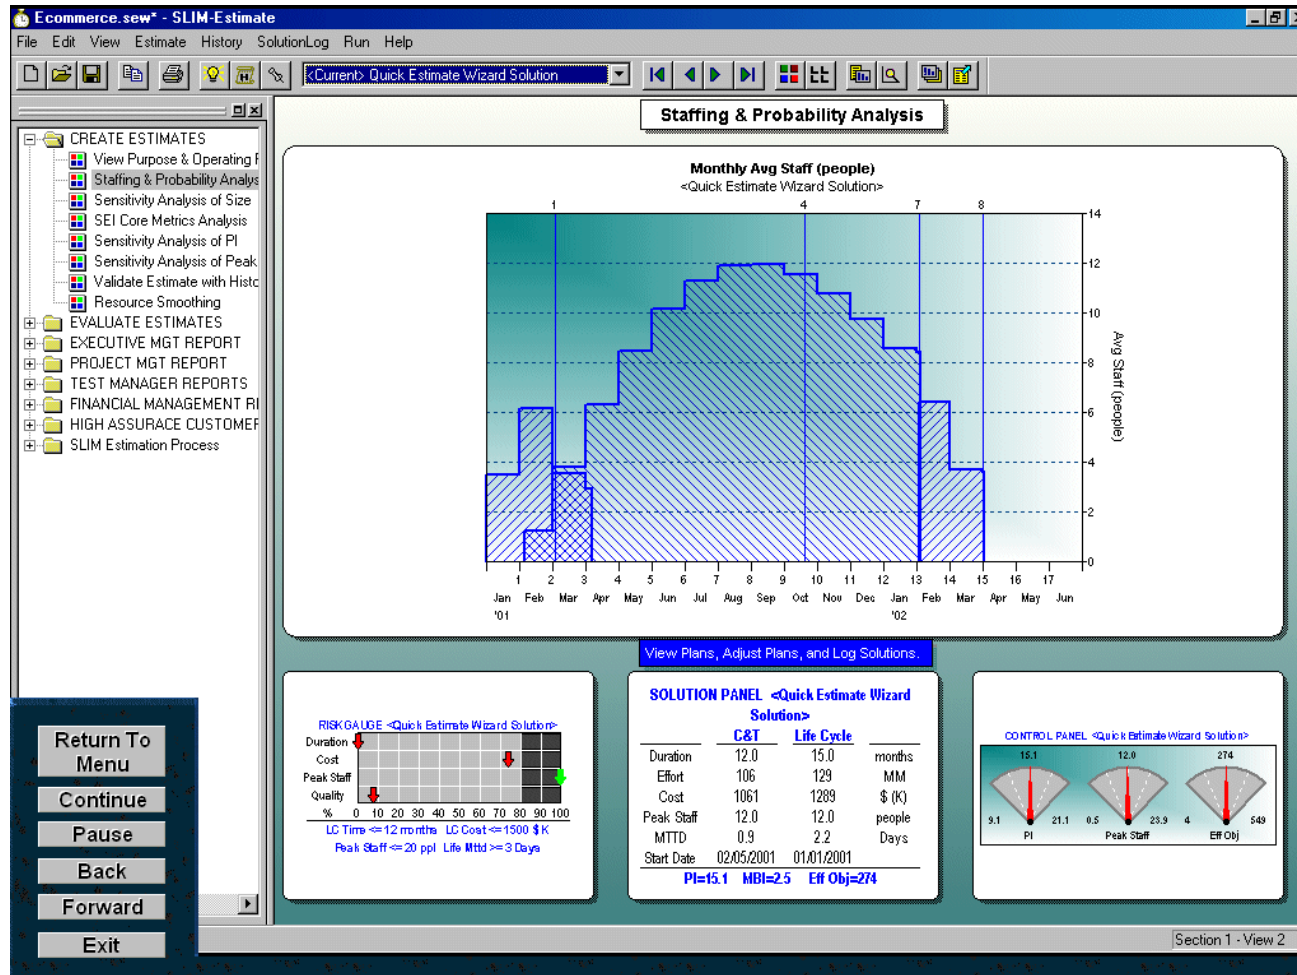 Ecommerce.sew* - SLIM-Estimate
File Edit View Estimate History SolutionLog Run Help
<Current> Quick Estimate Wizard Solution
CREATE ESTIMATES
View Purpose & Operating
Staffing & Probability Analys
Sensitivity Analysis of Size
SEI Core Metrics Analysis
Sensitivity Analysis of PI
Sensitivity Analysis of Peak
Validate Estimate with Histo
Resource Smoothing
EVALUATE ESTIMATES
EXECUTIVE MGT REPORT
PROJECT MGT REPORT
TEST MANAGER REPORTS
FINANCIAL MANAGEMENT RE
HIGH ASSURACE CUSTOMER
SLIM Estimation Process
Return To
Menu
Continue
Pause
Back
Forward
Exit
Staffing & Probability Analysis
Monthly Avg Staff (people)
<Quick Estimate Wizard Solution>
1 4 7 8
14
12
10
8
6
4
2
0
Avg Staff (people)
1 2 3 4 5 6 7 8 9 10 11 12 13 14 15 16 17
Jan Feb Mar Apr May Jun Jul Aug Sep Oct Nov Dec Jan Feb Mar Apr May Jun
'01 '02
View Plans, Adjust Plans, and Log Solutions.
RISK GAUGE <Quick Estimate Wizard Solution>
Duration
Cost
Peak Staff
Quality
% 0 10 20 30 40 50 60 70 80 90 100
LC Time <= 12 months LC Cost <= 1500 $ K
Peak Staff <= 20 ppl Life Mttd >= 3 Days
SOLUTION PANEL <Quick Estimate Wizard
Solution>
C&T Life Cycle
Duration 12.0 15.0 months
Effort 106 129 MM
Cost 1061 1289 $ (K)
Peak Staff 12.0 12.0 people
MTTD 0.9 2.2 Days
Start Date 02/05/2001 01/01/2001
PI=15.1 MBI=2.5 Eff Obj=274
CONTROL PANEL <Quick Estimate Wizard Solution>
15.1 12.0 274
9.1 21.1 0.5 23.9 4 549
PI Peak Staff Eff Obj
Section 1 - View 2